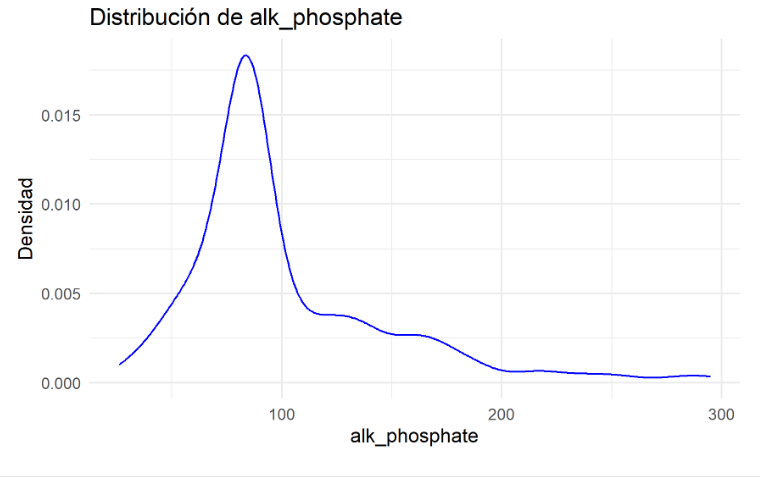 Distribución de alk_phosphate
0.015
0.010
0.005
0.000
Densidad
100 200 300
alk_phosphate